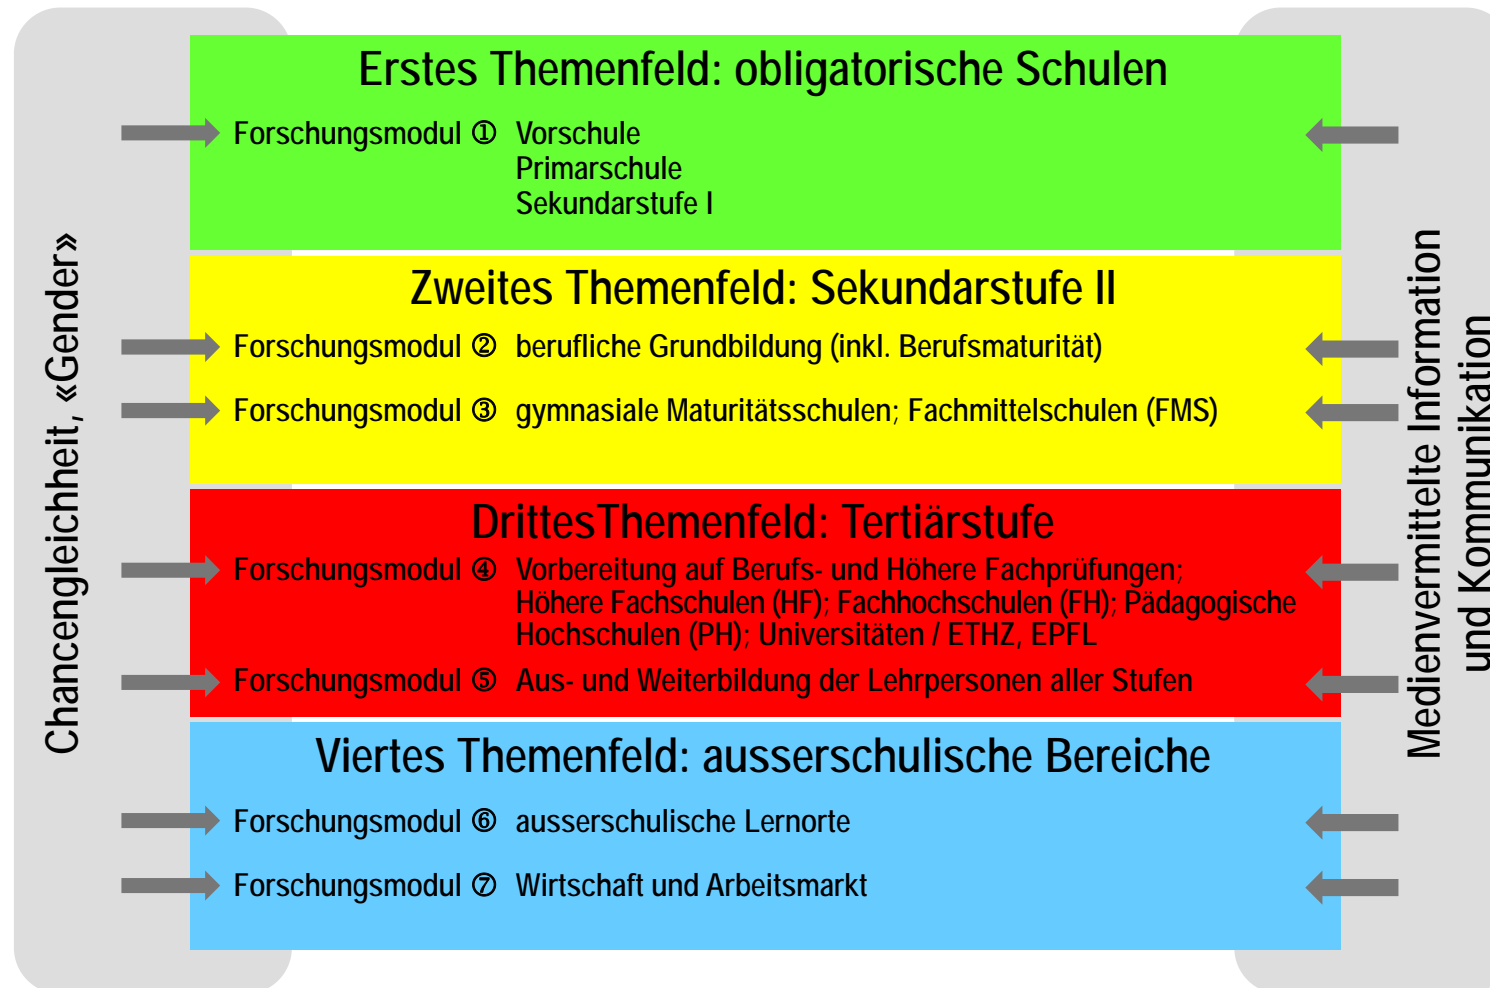 Erstes Themenfeld: obligatorische Schulen
Forschungsmodul ① Vorschule
Primarschule
Sekundarstufe I
Zweites Themenfeld: Sekundarstufe II
Forschungsmodul ② berufliche Grundbildung (inkl. Berufsmaturität)
Forschungsmodul ③ gymnasiale Maturitätsschulen; Fachmittelschulen (FMS)
DrittesThemenfeld: Tertiärstufe
Forschungsmodul ④ Vorbereitung auf Berufs- und Höhere Fachprüfungen;
Höhere Fachschulen (HF); Fachhochschulen (FH); Pädagogische
Hochschulen (PH); Universitäten / ETHZ, EPFL
Forschungsmodul ⑤ Aus- und Weiterbildung der Lehrpersonen aller Stufen
Viertes Themenfeld: ausserschulische Bereiche
Forschungsmodul ⑥ ausserschulische Lernorte
Forschungsmodul ⑦ Wirtschaft und Arbeitsmarkt
Chancengleichheit, «Gender»
Medienvermittelte Information
und Kommunikation